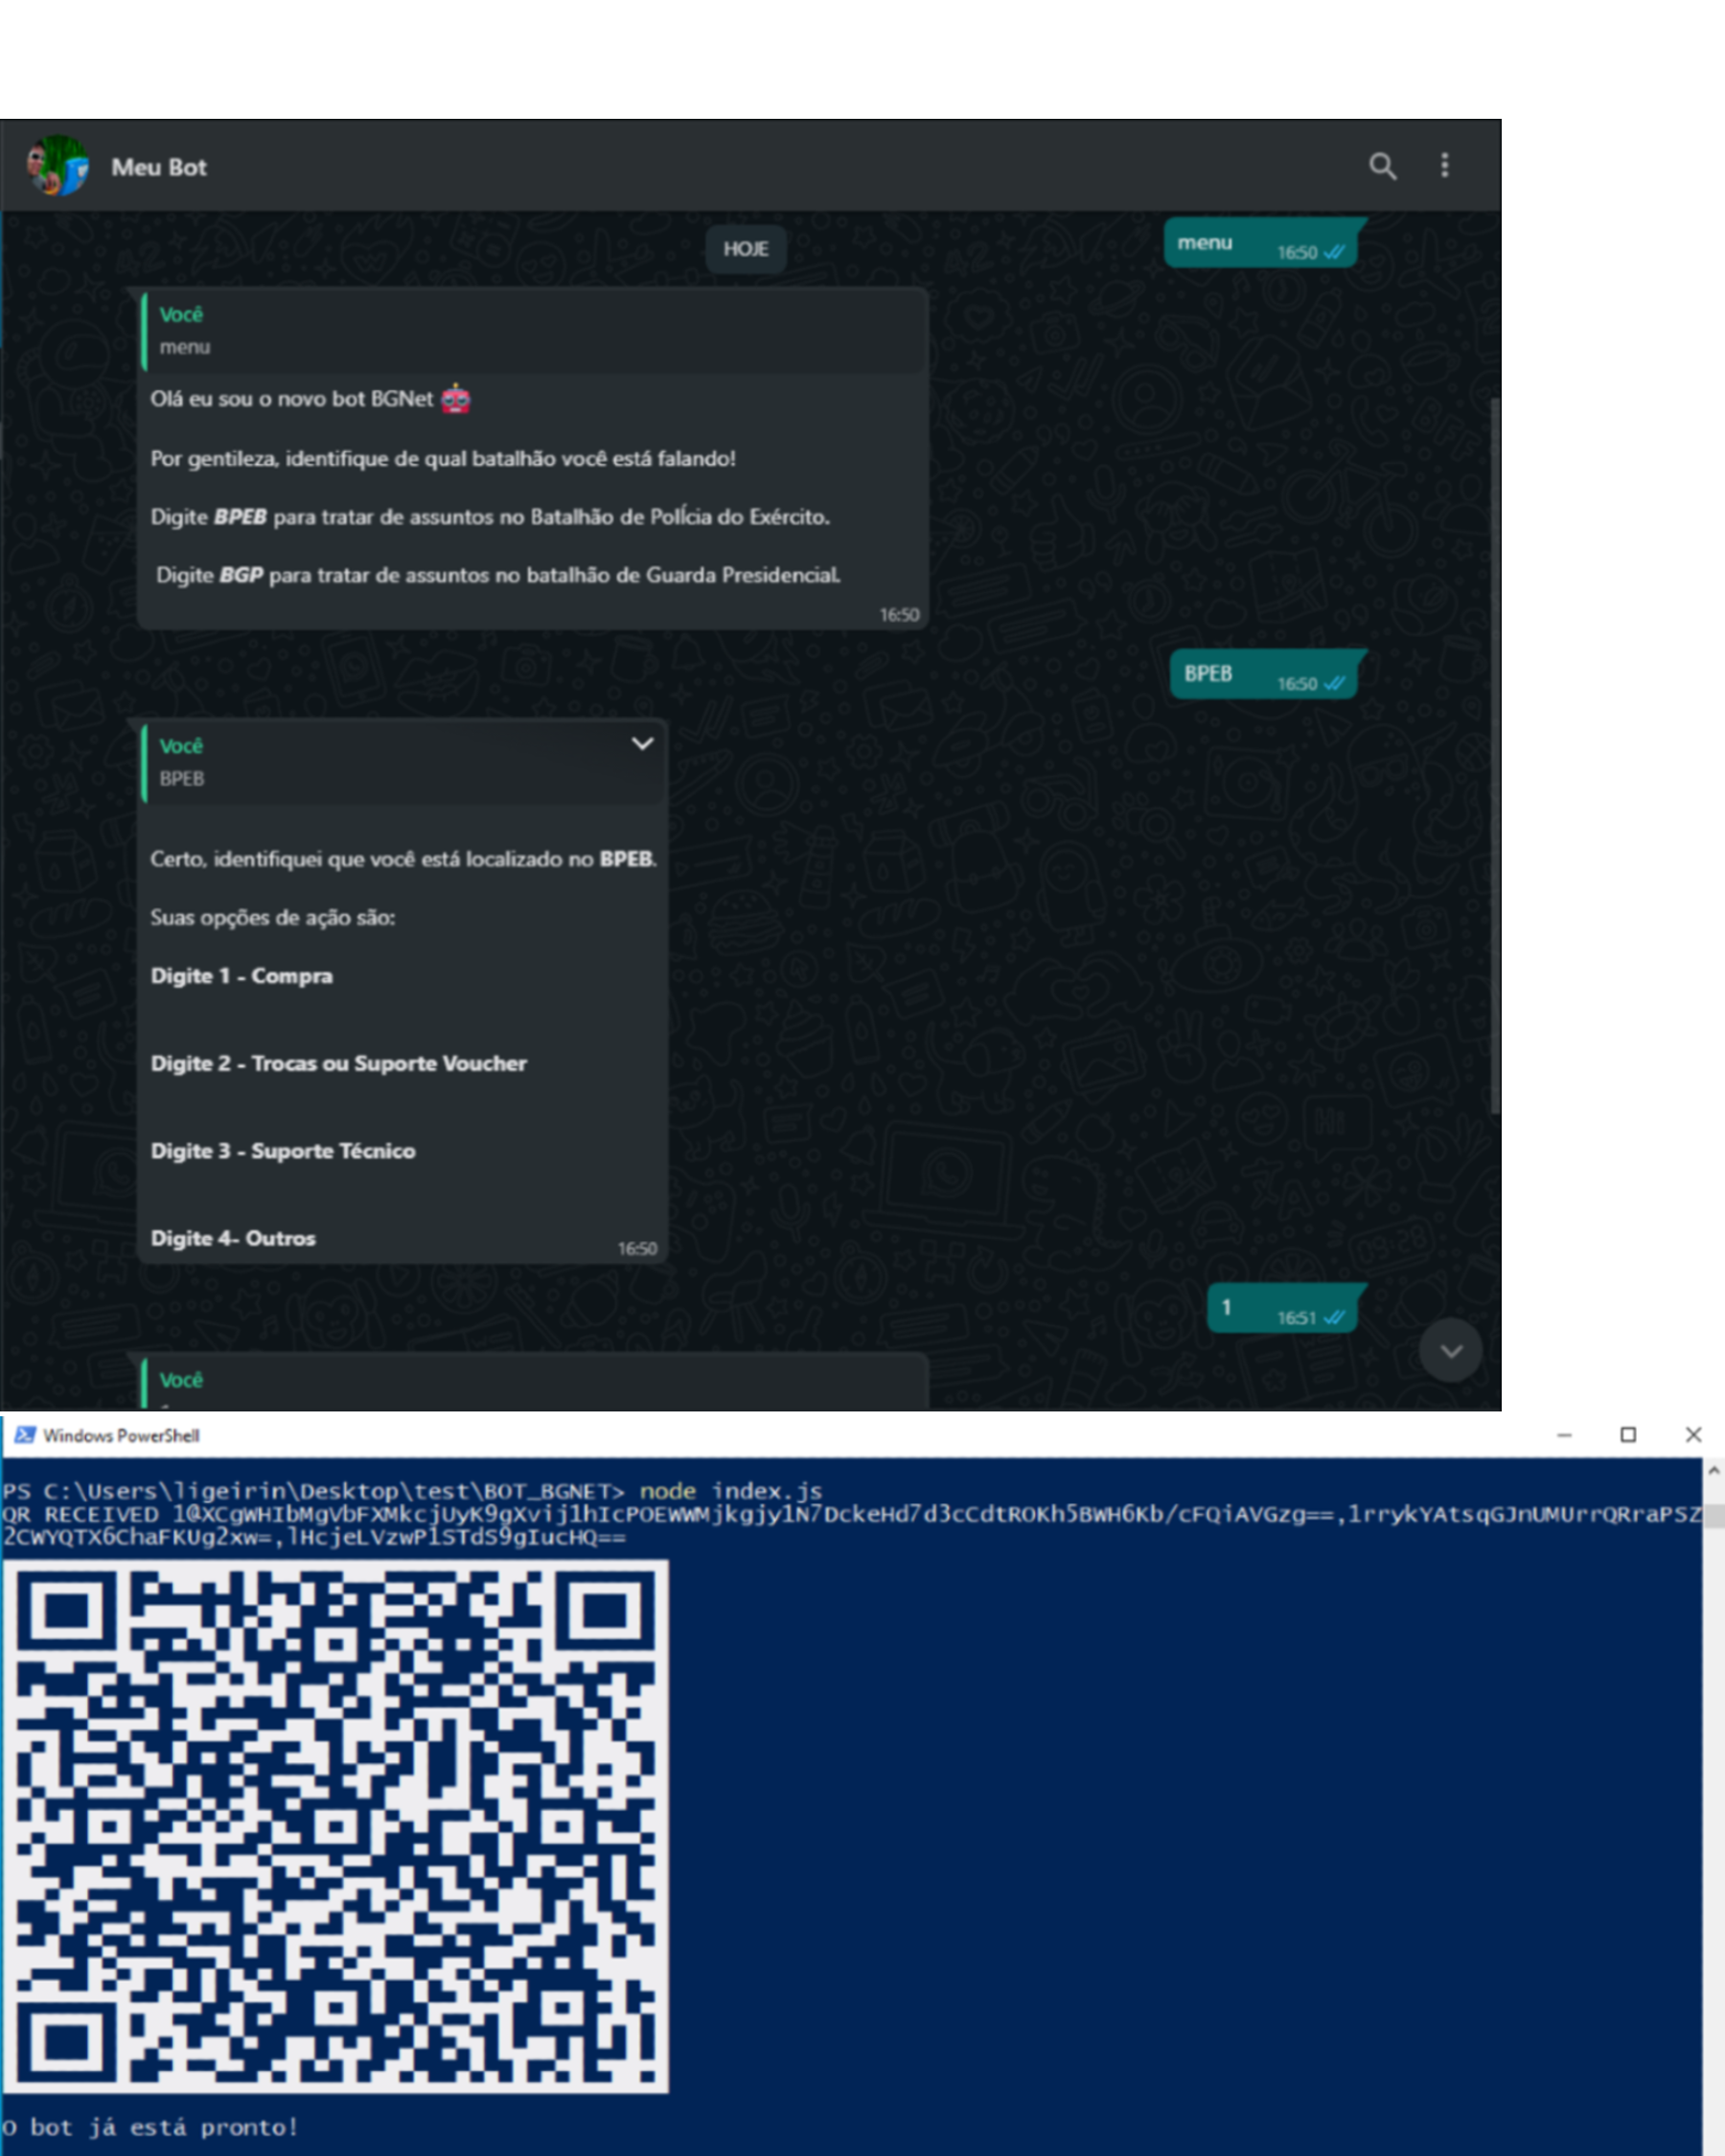 Meu Bot
HOJE
menu 16:50
Você
menu
Olá eu sou o novo bot BGNet
Por gentileza, identifique de qual batalhão você está falando!
Digite BPEB para tratar de assuntos no Batalhão de PolÍcia do Exército.
Digite BGP para tratar de assuntos no batalhão de Guarda Presidencial.
16:50
BPEB 16:50
Você
BPEB
Certo, identifiquei que você está localizado no BPEB.
Suas opções de ação são:
Digite 1 - Compra
Digite 2 - Trocas ou Suporte Voucher
Digite 3 - Suporte Técnico
Digite 4- Outros
16:50
1 16:51
Você
Windows PowerShell
PS C:\Users\ligeirin\Desktop\test\BOT_BGNET> node index.js
QR RECEIVED 1@XCgWHIbMgVbFXMkcjUyK9gXvij1hIcPOEWWMjkgjy1N7DckeHd7d3cCdtROKh5BWH6Kb/cFQiAVGzg==,1rrykYAtsqGJnUMUrrQRraPSZ
2CWYQTX6ChaFKUg2xw=,lHcjeLVzwP1STdS9gIucHQ==
O bot já está pronto!